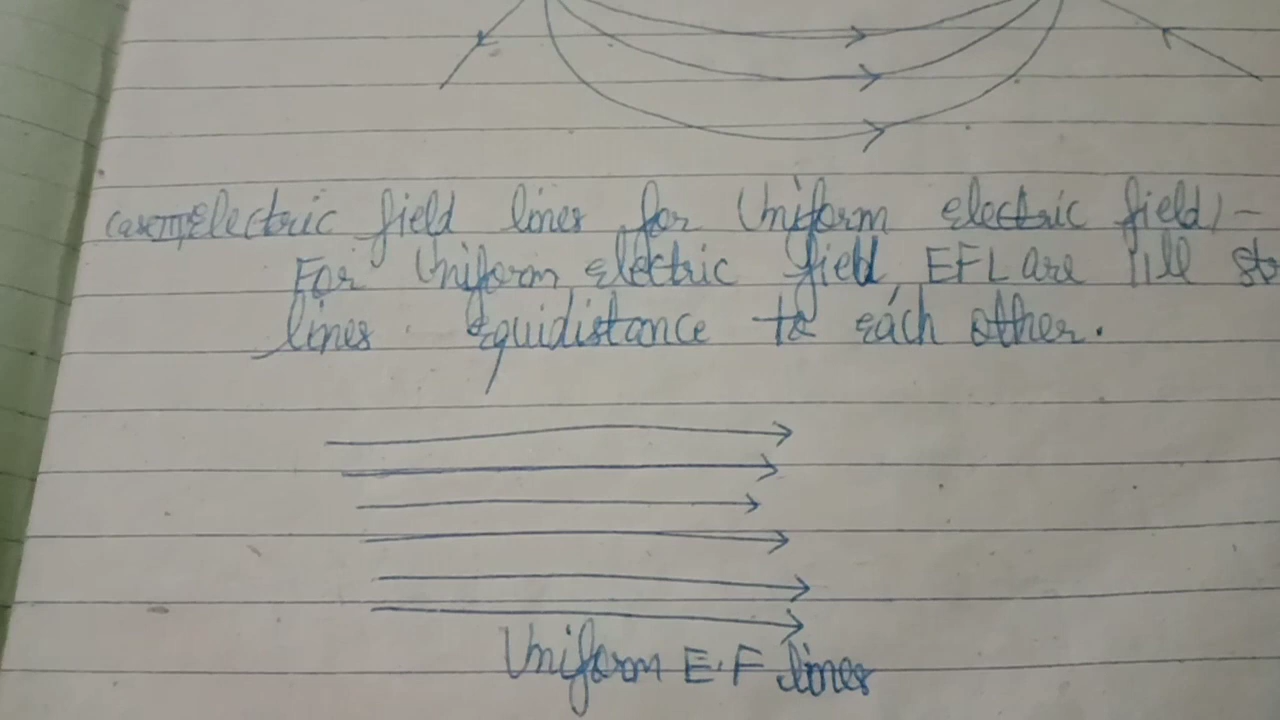 electric field lines for Uniform electric field) -
For Uniform electric field, EFL are ||el st
lines equidistance to each other.
Uniform E.F lines